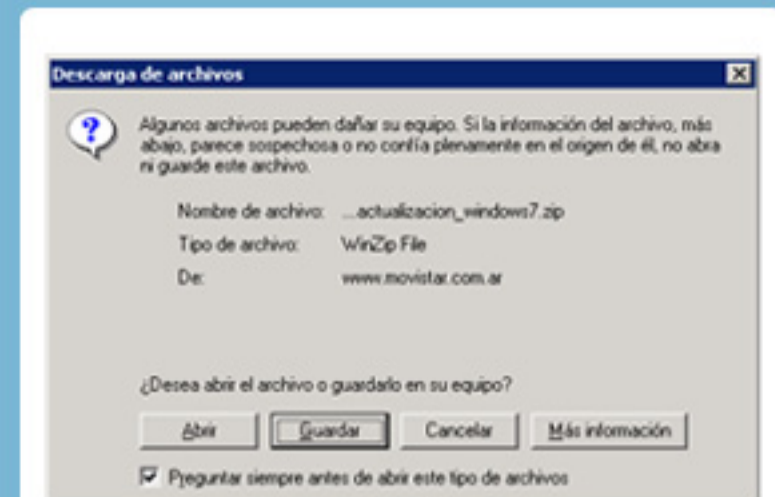 Descarga de archivos
Algunos archivos pueden dañar su equipo. Si la información del archivo, más
abajo, parece sospechosa o no confía plenamente en el origen de él, no abra
ni guarde este archivo.
Nombre de archivo: ...actualizacion_windows7.zip
Tipo de archivo: WinZip File
De: www.movistar.com.ar
¿Desea abrir el archivo o guardarlo en su equipo?
Abrir Guardar Cancelar Más información
Preguntar siempre antes de abrir este tipo de archivos